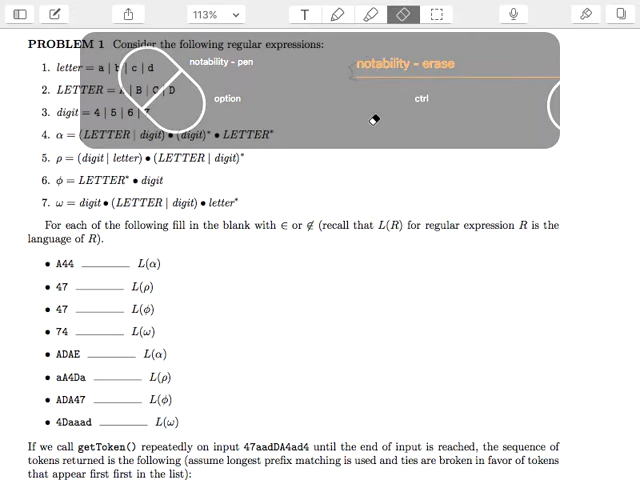 113%
T
PROBLEM 1 Consider the following regular expressions:
notability - pen
notability - erase
1. letter = a | b | c | d
2. LETTER = A | B | C | D
option
ctrl
3. digit = 4 | 5 | 6 | 7
4. α = (LETTER | digit) • (digit)* • LETTER*
5. ρ = (digit | letter) • (LETTER | digit)*
6. ϕ = LETTER* • digit
7. ω = digit • (LETTER | digit) • letter*
For each of the following fill in the blank with ∈ or ∉ (recall that L(R) for regular expression R is the
language of R).
• A44 ______ L(α)
• 47 ______ L(ρ)
• 47 ______ L(ϕ)
• 74 ______ L(ω)
• ADAE ______ L(α)
• aA4Da ______ L(ρ)
• ADA47 ______ L(ϕ)
• 4Daaad ______ L(ω)
If we call getToken() repeatedly on input 47aadDA4ad4 until the end of input is reached, the sequence of
tokens returned is the following (assume longest prefix matching is used and ties are broken in favor of tokens
that appear first first in the list):